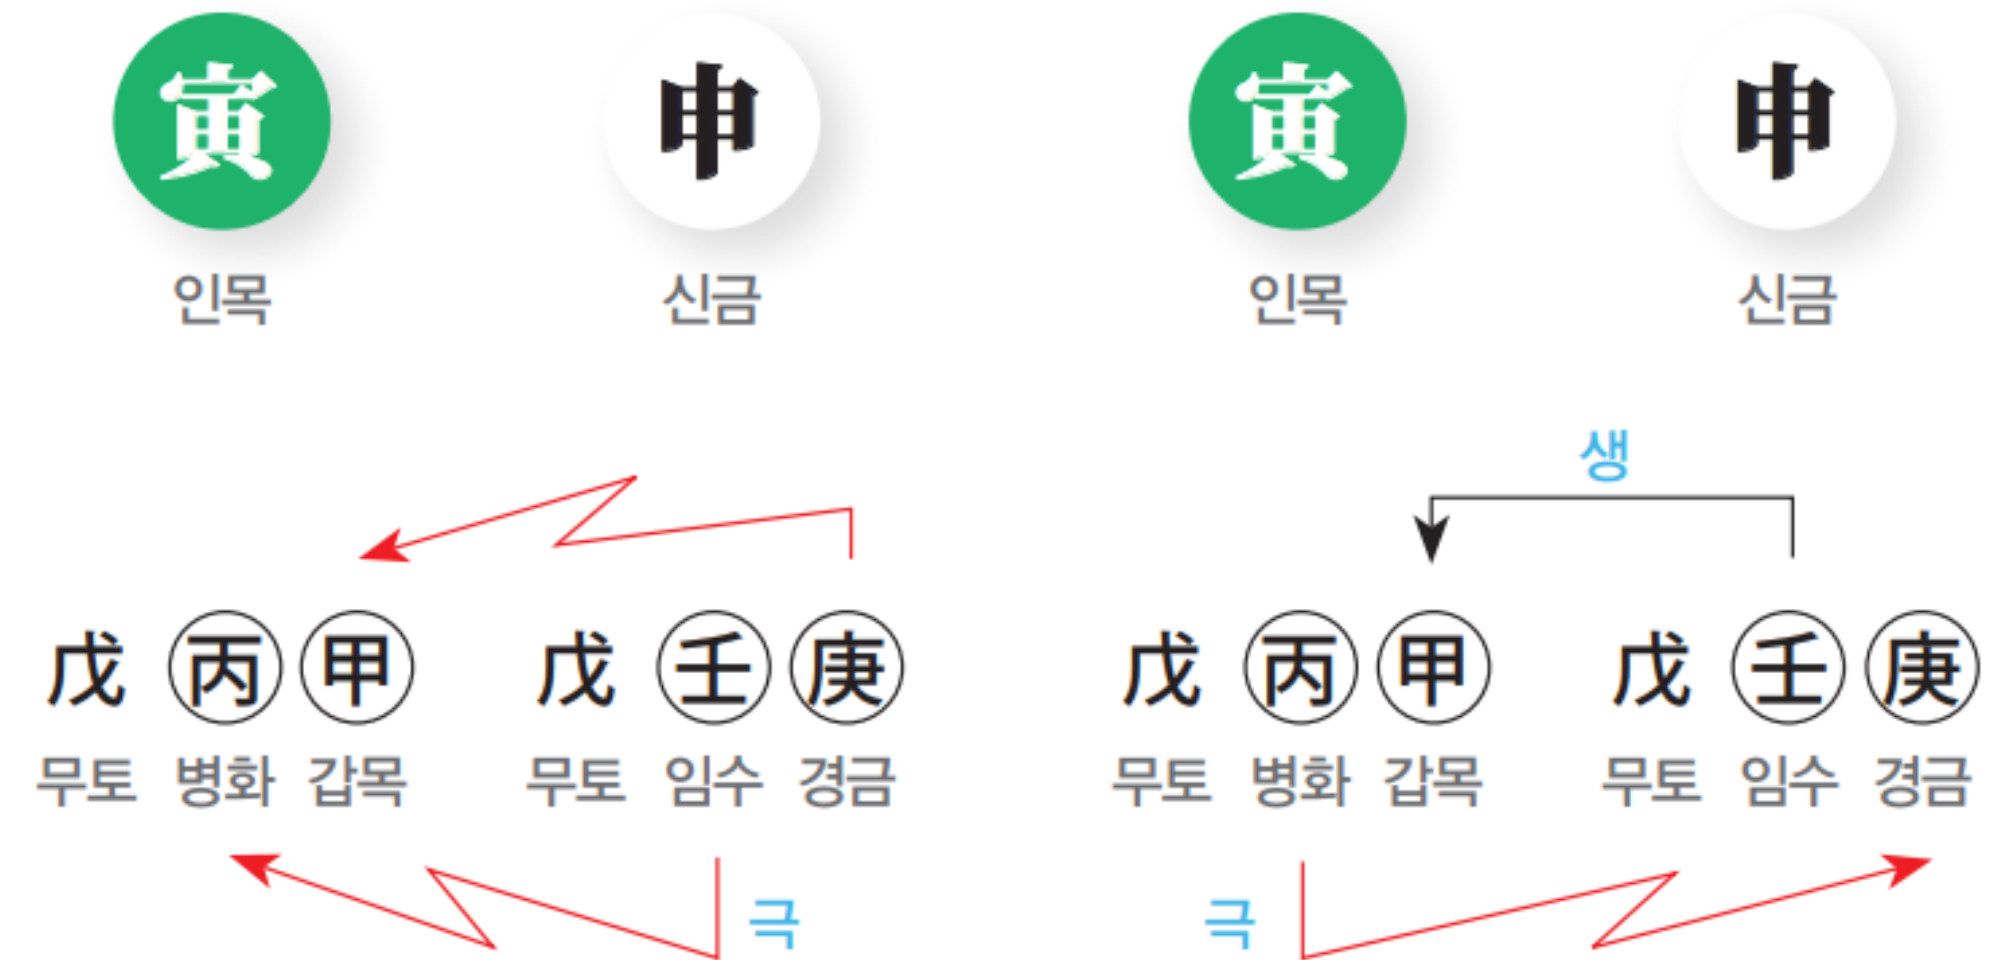 寅 申 寅 申
인목 신금 인목 신금
생
戊 丙 甲 戊 壬 庚 戊 丙 甲 戊 壬 庚
무토 병화 갑목 무토 임수 경금 무토 병화 갑목 무토 임수 경금
극 극